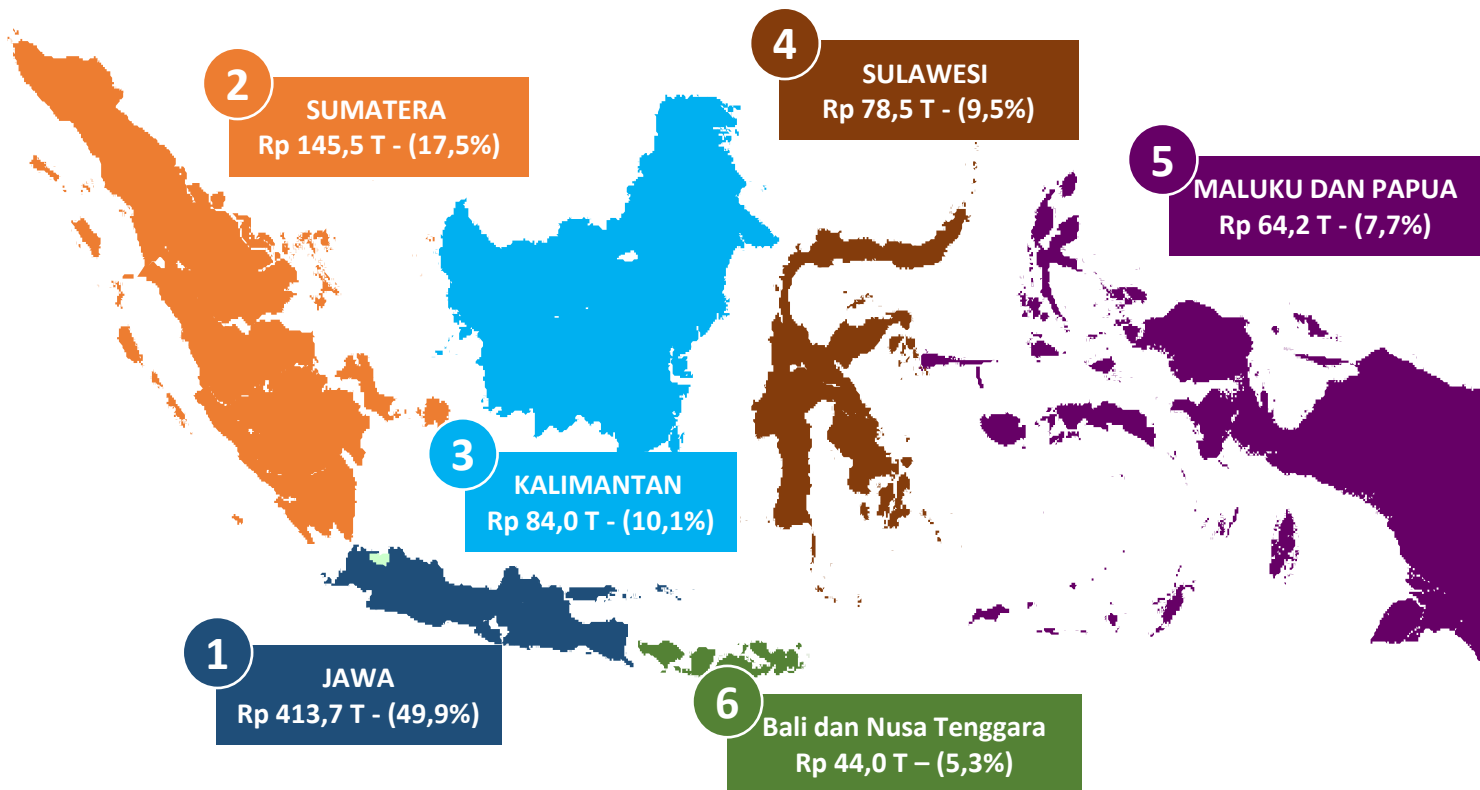 2
SUMATERA
Rp 145,5 T - (17,5%)
4
SULAWESI
Rp 78,5 T - (9,5%)
5
MALUKU DAN PAPUA
Rp 64,2 T - (7,7%)
3
KALIMANTAN
Rp 84,0 T - (10,1%)
1
JAWA
Rp 413,7 T - (49,9%)
6
Bali dan Nusa Tenggara
Rp 44,0 T – (5,3%)